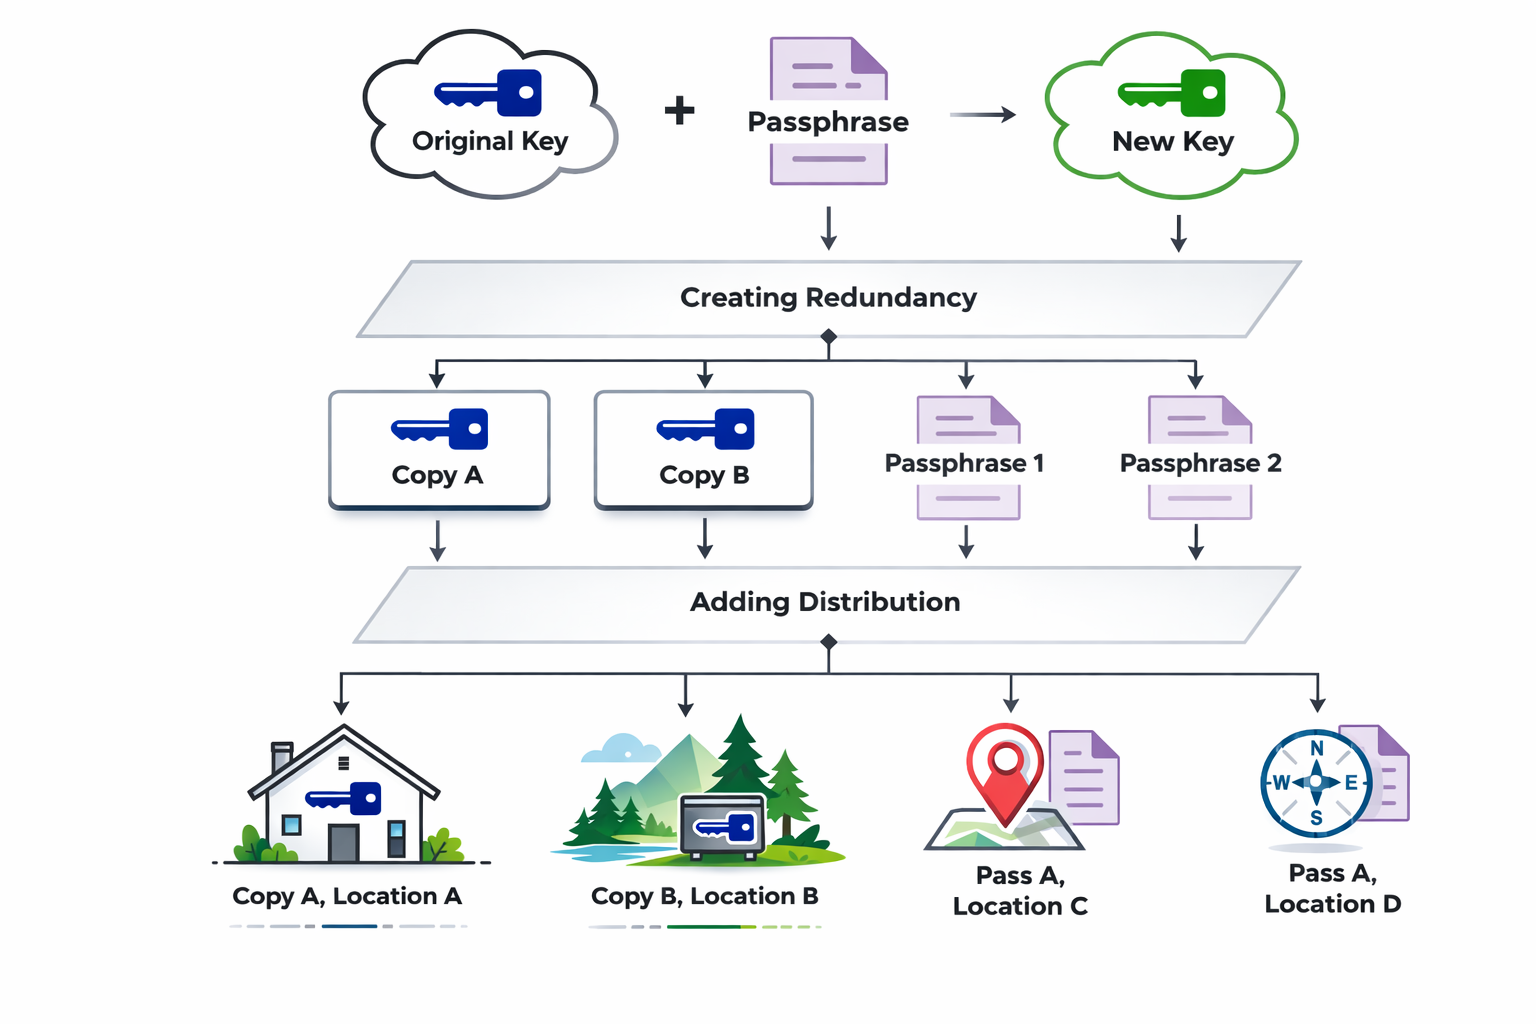 Original Key
+
Passphrase
New Key
Creating Redundancy
Copy A
Copy B
Passphrase 1
Passphrase 2
Adding Distribution
N
W
E
S
Copy A, Location A
Copy B, Location B
Pass A,
Location C
Pass A,
Location D